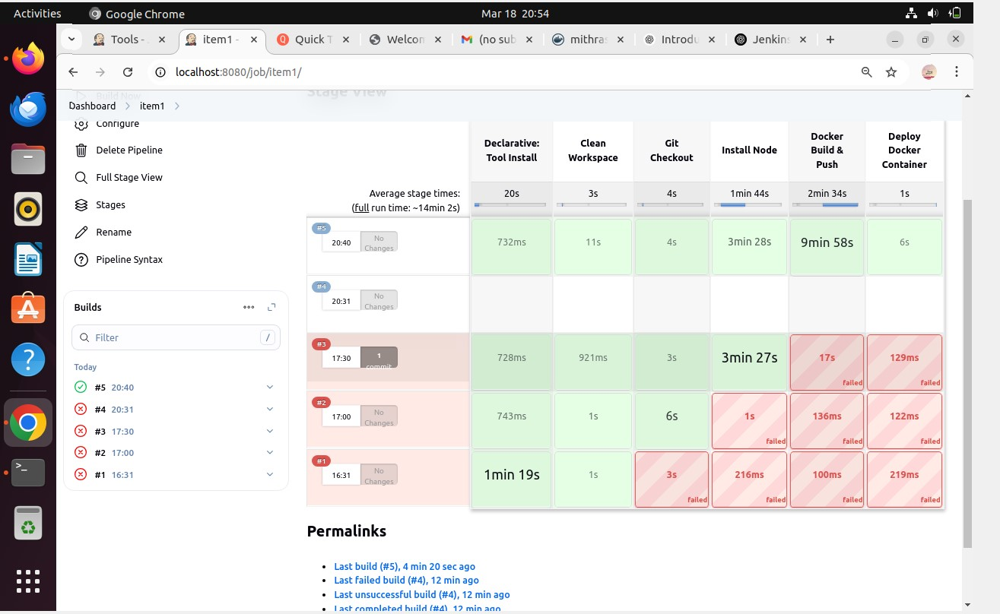 Activities
Google Chrome
Mar 18 20:54
Tools -
item1 -
Quick T
Welcom
(no sub
mithras
Introdu
Jenkins
localhost:8080/job/item1/
Build Now
Stage View
Dashboard
item1
Configure
Delete Pipeline
Full Stage View
Stages
Rename
Pipeline Syntax
Builds
Filter
/
Today
#5 20:40
#4 20:31
#3 17:30
#2 17:00
#1 16:31
Declarative:
Tool Install
Clean
Workspace
Git
Checkout
Install Node
Docker
Build &
Push
Deploy
Docker
Container
Average stage times:
(full run time: ~14min 2s)
20s
3s
4s
1min 44s
2min 34s
1s
#5
20:40
No
Changes
732ms
11s
4s
3min 28s
9min 58s
6s
#4
20:31
No
Changes
#3
17:30
1
commit
728ms
921ms
3s
3min 27s
17s
failed
129ms
failed
#2
17:00
No
Changes
743ms
1s
6s
1s
failed
136ms
failed
122ms
failed
#1
16:31
No
Changes
1min 19s
1s
3s
failed
216ms
failed
100ms
failed
219ms
failed
Permalinks
Last build (#5), 4 min 20 sec ago
Last failed build (#4), 12 min ago
Last unsuccessful build (#4), 12 min ago
Last completed build (#4), 12 min ago